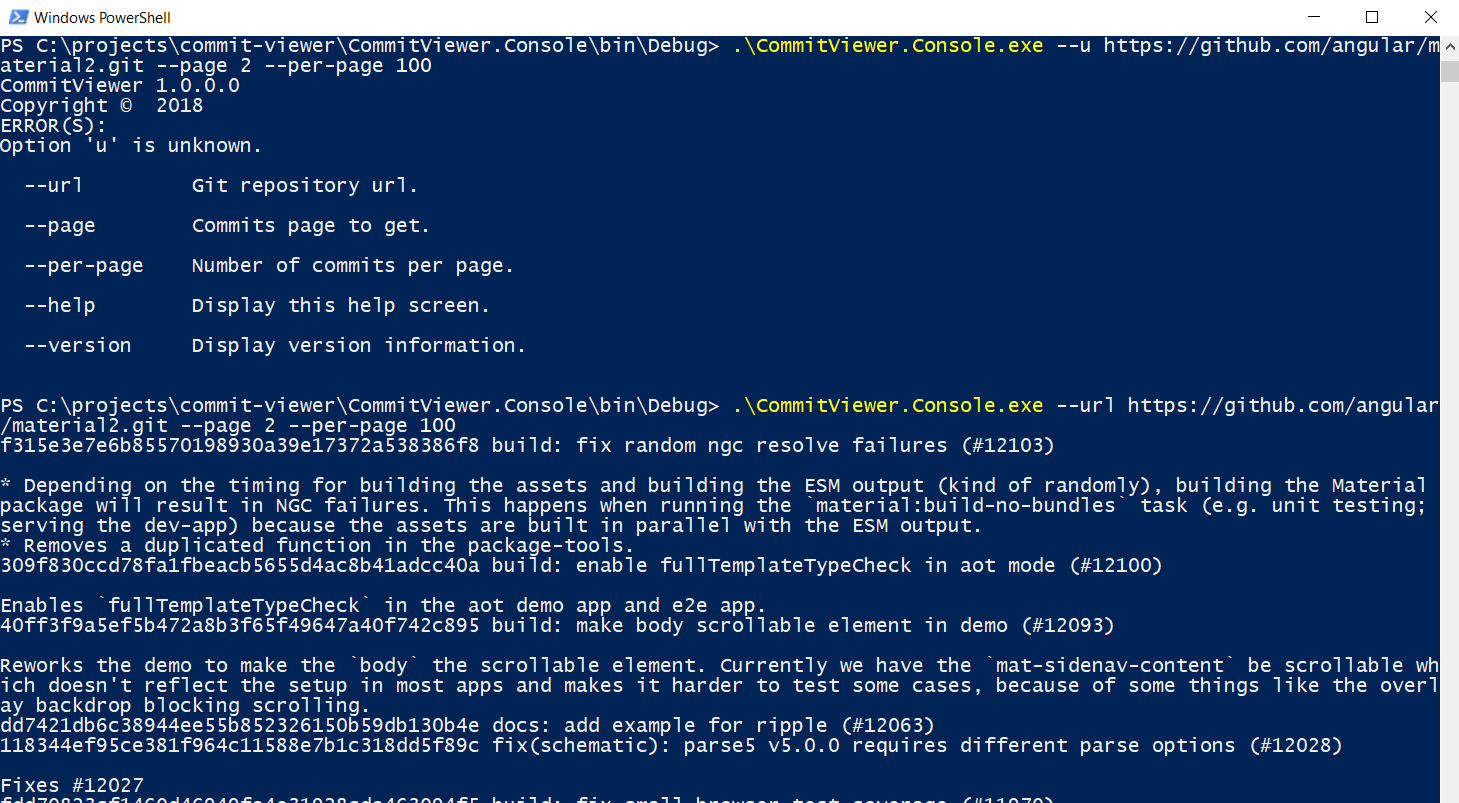 Windows PowerShell
PS C:\projects\commit-viewer\CommitViewer.Console\bin\Debug> .\CommitViewer.Console.exe --u https://github.com/angular/m
aterial2.git --page 2 --per-page 100
CommitViewer 1.0.0.0
Copyright ©  2018
ERROR(S):
Option 'u' is unknown.
  --url         Git repository url.
  --page        Commits page to get.
  --per-page    Number of commits per page.
  --help        Display this help screen.
  --version     Display version information.
PS C:\projects\commit-viewer\CommitViewer.Console\bin\Debug> .\CommitViewer.Console.exe --url https://github.com/angular
/material2.git --page 2 --per-page 100
f315e3e7e6b85570198930a39e17372a538386f8 build: fix random ngc resolve failures (#12103)
* Depending on the timing for building the assets and building the ESM output (kind of randomly), building the Material
package will result in NGC failures. This happens when running the `material:build-no-bundles` task (e.g. unit testing;
serving the dev-app) because the assets are built in parallel with the ESM output.
* Removes a duplicated function in the package-tools.
309f830ccd78fa1fbeacb5655d4ac8b41adcc40a build: enable fullTemplateTypeCheck in aot mode (#12100)
Enables `fullTemplateTypeCheck` in the aot demo app and e2e app.
40ff3f9a5ef5b472a8b3f65f49647a40f742c895 build: make body scrollable element in demo (#12093)
Reworks the demo to make the `body` the scrollable element. Currently we have the `mat-sidenav-content` be scrollable wh
ich doesn't reflect the setup in most apps and makes it harder to test some cases, because of some things like the overl
ay backdrop blocking scrolling.
dd7421db6c38944ee55b852326150b59db130b4e docs: add example for ripple (#12063)
118344ef95ce381f964c11588e7b1c318dd5f89c fix(schematic): parse5 v5.0.0 requires different parse options (#12028)
Fixes #12027
build: fix small browser test coverage